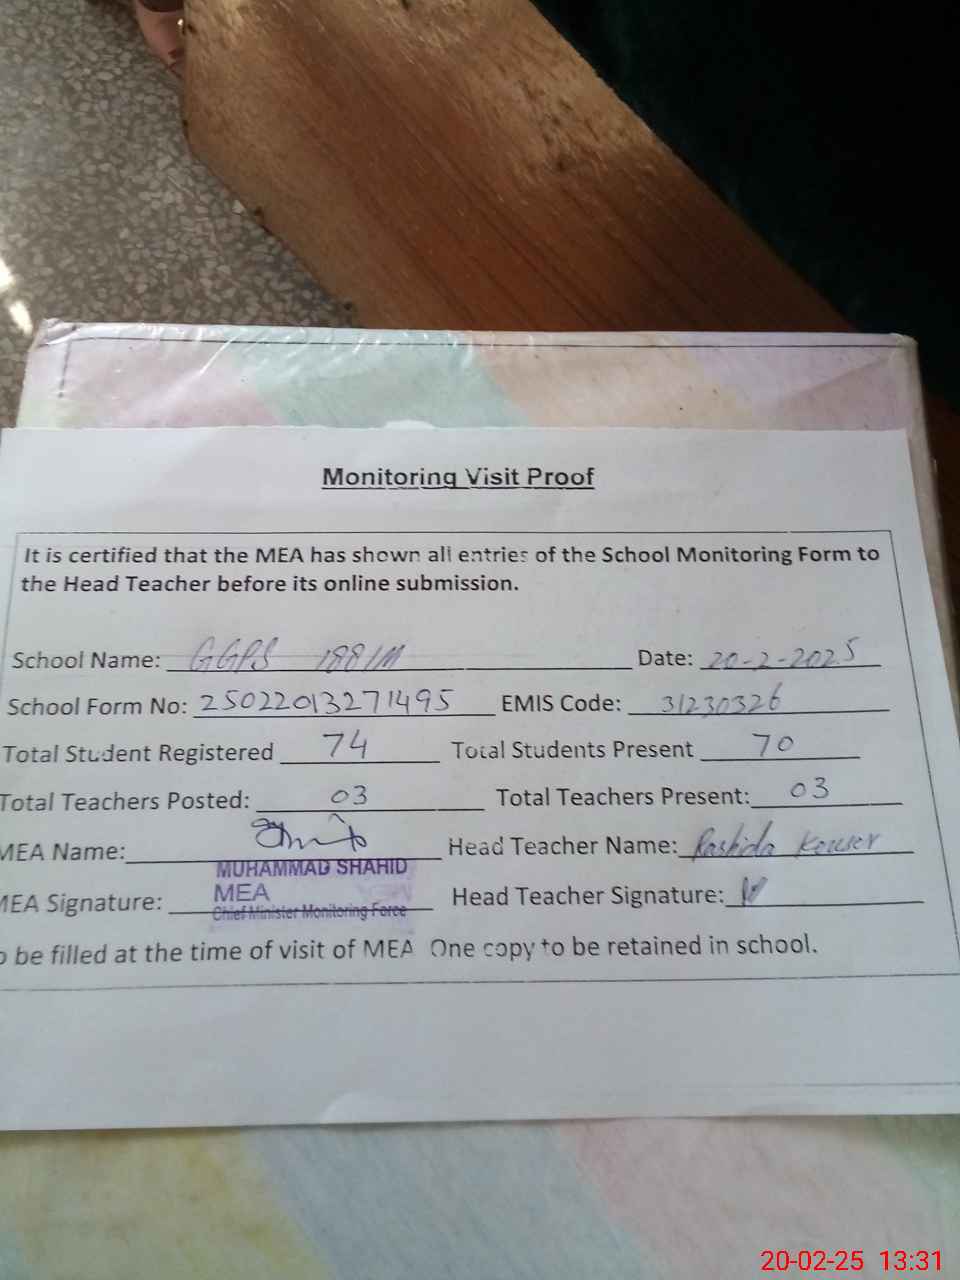 Monitoring Visit Proof
It is certified that the MEA has shown all entries of the School Monitoring Form to
the Head Teacher before its online submission.
School Name: GGPS 188/M Date: 20-2-2025
School Form No: 25022013271495 EMIS Code: 31230326
Total Student Registered 74 Total Students Present 70
Total Teachers Posted: 03 Total Teachers Present: 03
MEA Name: Head Teacher Name: Rashida Kouser
MUHAMMAD SHAHID
MEA
MEA Signature: Head Teacher Signature:
Chief Minister Monitoring Force
o be filled at the time of visit of MEA One copy to be retained in school.
20-02-25 13:31